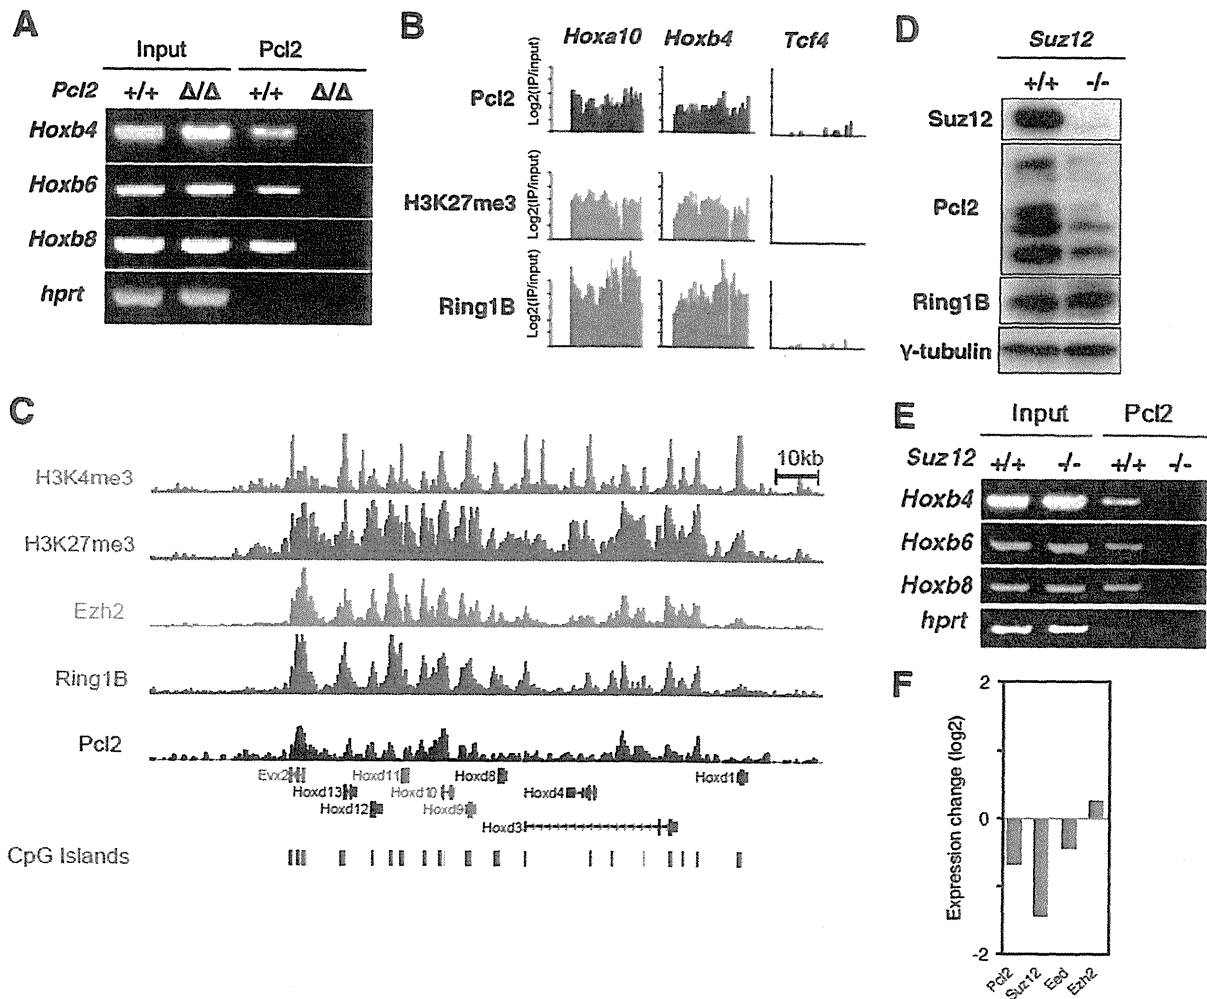 A
Input Pcl2
Pcl2 +/+ Δ/Δ +/+ Δ/Δ
Hoxb4
Hoxb6
Hoxb8
hprt
B
Hoxa10 Hoxb4 Tcf4
Pcl2 Log2(IP/input)
H3K27me3 Log2(IP/input)
Ring1B Log2(IP/input)
D
Suz12
+/+ -/-
Suz12
Pcl2
Ring1B
γ-tubulin
C
H3K4me3
10kb
H3K27me3
Ezh2
Ring1B
Pcl2
Evx2 Hoxd11 Hoxd8 Hoxd1
Hoxd13 Hoxd10 Hoxd4
Hoxd12 Hoxd9
Hoxd3
CpG Islands
E
Input Pcl2
Suz12 +/+ -/- +/+ -/-
Hoxb4
Hoxb6
Hoxb8
hprt
F
Expression change (log2)
2
0
-2
Pcl2 Suz12 Eed Ezh2